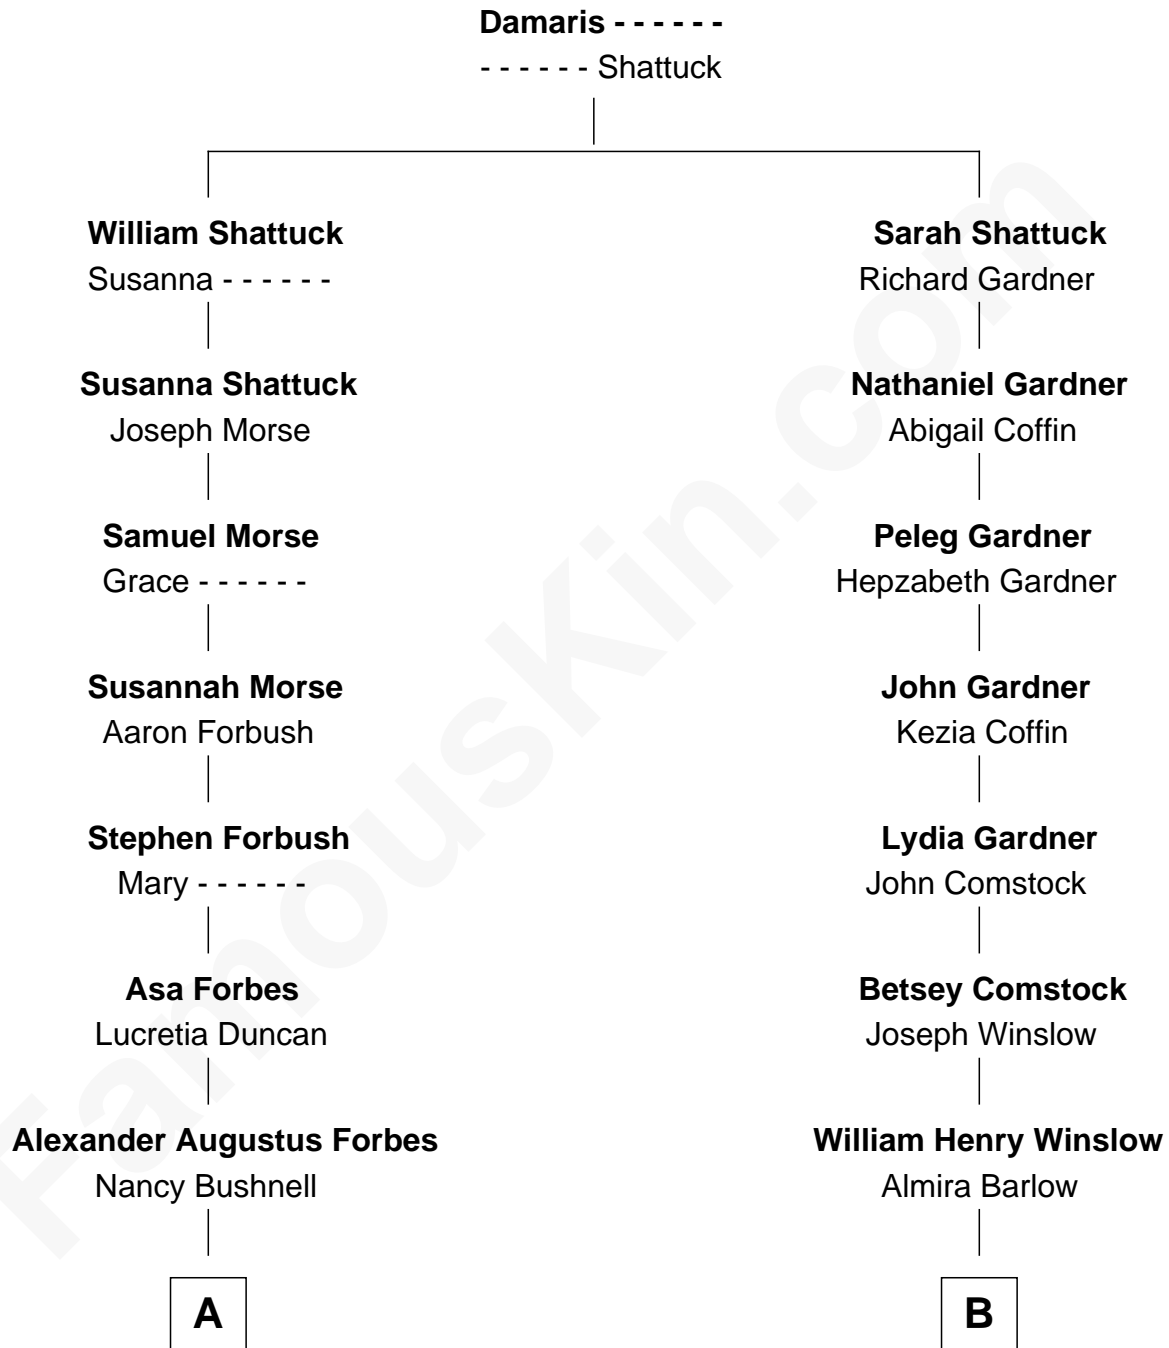 Damaris - - - - - -
- - - - - - Shattuck
William Shattuck
Susanna - - - - - -
Sarah Shattuck
Richard Gardner
Susanna Shattuck
Joseph Morse
Nathaniel Gardner
Abigail Coffin
Samuel Morse
Grace - - - - - -
Peleg Gardner
Hepzabeth Gardner
Susannah Morse
Aaron Forbush
John Gardner
Kezia Coffin
Stephen Forbush
Mary - - - - - -
Lydia Gardner
John Comstock
Asa Forbes
Lucretia Duncan
Betsey Comstock
Joseph Winslow
Alexander Augustus Forbes
Nancy Bushnell
William Henry Winslow
Almira Barlow
A
B
FamousKin.com